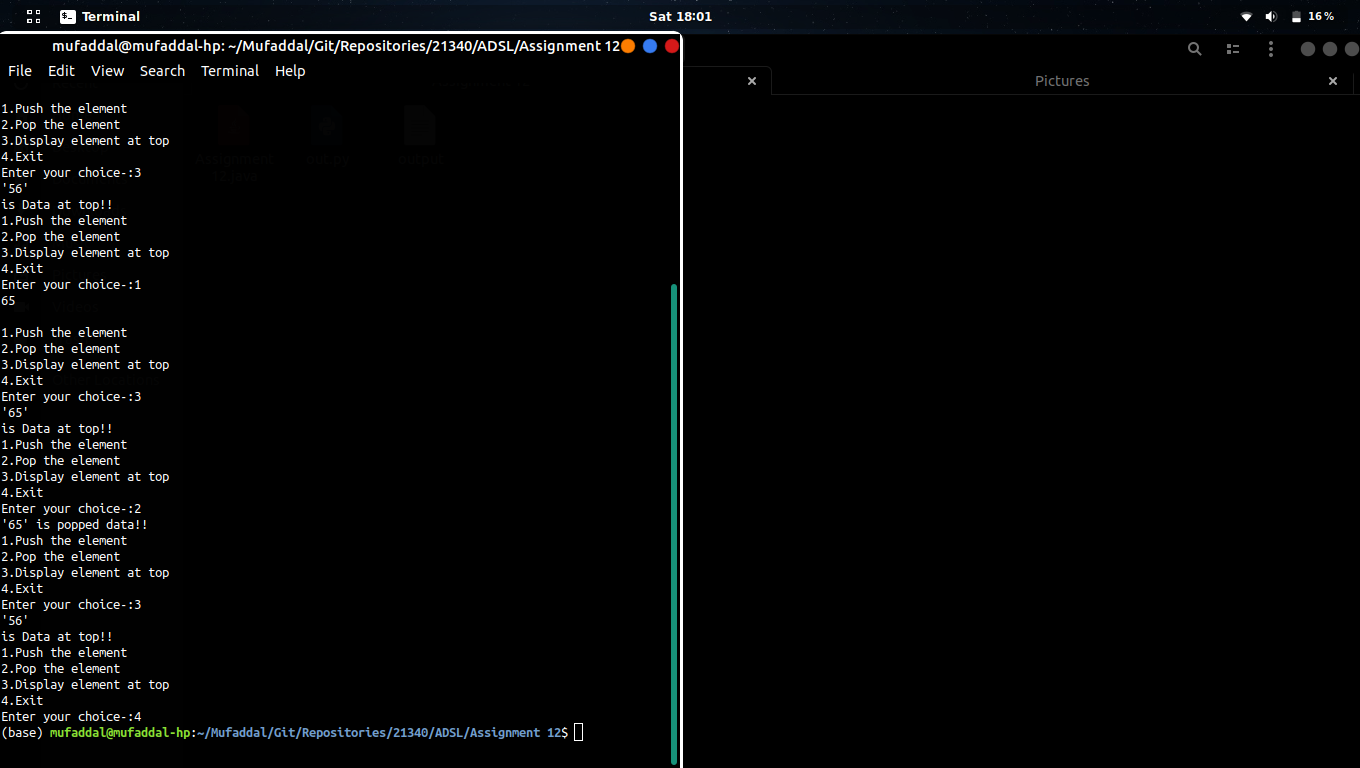 Terminal
Sat 18:01
16%
mufaddal@mufaddal-hp: ~/Mufaddal/Git/Repositories/21340/ADSL/Assignment 12
File Edit View Search Terminal Help
Pictures
1.Push the element
2.Pop the element
3.Display element at top
4.Exit
Enter your choice-:3
'56'
is Data at top!!
1.Push the element
2.Pop the element
3.Display element at top
4.Exit
Enter your choice-:1
65
1.Push the element
2.Pop the element
3.Display element at top
4.Exit
Enter your choice-:3
'65'
is Data at top!!
1.Push the element
2.Pop the element
3.Display element at top
4.Exit
Enter your choice-:2
'65' is popped data!!
1.Push the element
2.Pop the element
3.Display element at top
4.Exit
Enter your choice-:3
'56'
is Data at top!!
1.Push the element
2.Pop the element
3.Display element at top
4.Exit
Enter your choice-:4
(base) mufaddal@mufaddal-hp:~/Mufaddal/Git/Repositories/21340/ADSL/Assignment 12$